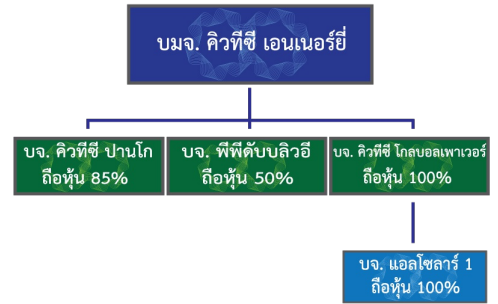 บมจ. คิวทีซี เอนเนอร์ยี่
บจ. คิวทีซี ปานโก
ถือหุ้น 85%
บจ. พีพีดับบลิวอี
ถือหุ้น 50%
บจ. คิวทีซี โกลบอลเพาเวอร์
ถือหุ้น 100%
บจ. แอลโซลาร์ 1
ถือหุ้น 100%